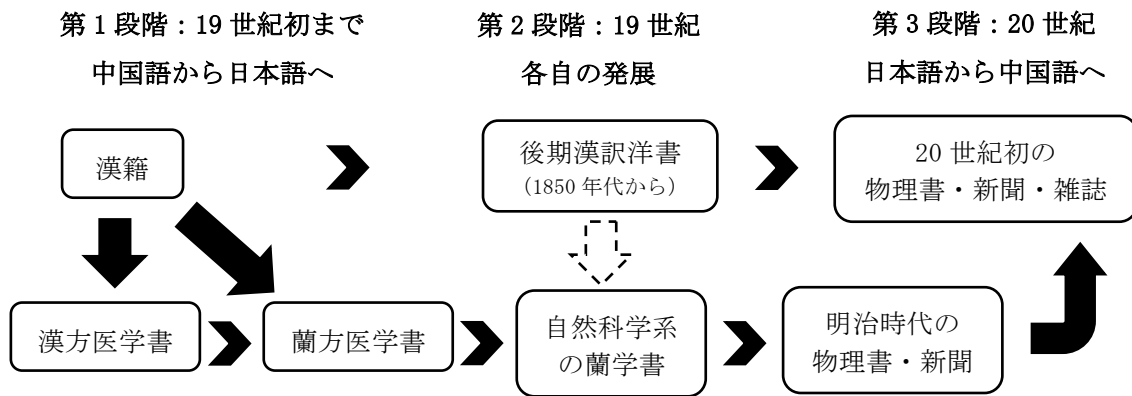 第 1 段階：19 世紀初まで
中国語から日本語へ
第 2 段階：19 世紀
各自の発展
第 3 段階：20 世紀
日本語から中国語へ
漢籍
後期漢訳洋書
（1850 年代から）
20 世紀初の
物理書・新聞・雑誌
漢方医学書
蘭方医学書
自然科学系
の蘭学書
明治時代の
物理書・新聞